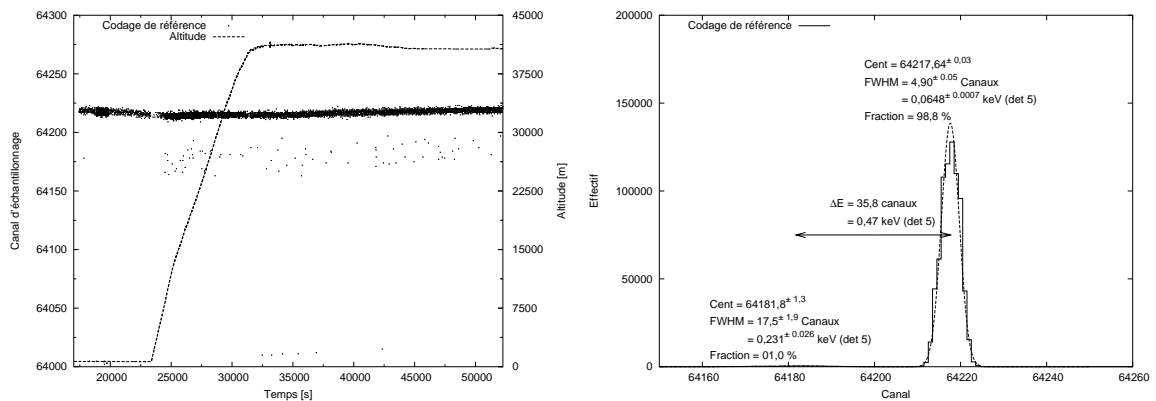 64300
64250
64200
64150
64100
64050
64000
Canal d'échantillonnage
45000
37500
30000
22500
15000
7500
0
Altitude [m]
20000 25000 30000 35000 40000 45000 50000
Temps [s]
Codage de référence
Altitude
200000
150000
100000
50000
0
Effectif
64160 64180 64200 64220 64240 64260
Canal
Codage de référence
Cent = 64217,64± 0,03
FWHM = 4,90± 0.05 Canaux
= 0,0648± 0.0007 keV (det 5)
Fraction = 98,8 %
ΔE = 35,8 canaux
= 0,47 keV (det 5)
Cent = 64181,8± 1,3
FWHM = 17,5± 1,9 Canaux
= 0,231± 0.026 keV (det 5)
Fraction = 01,0 %